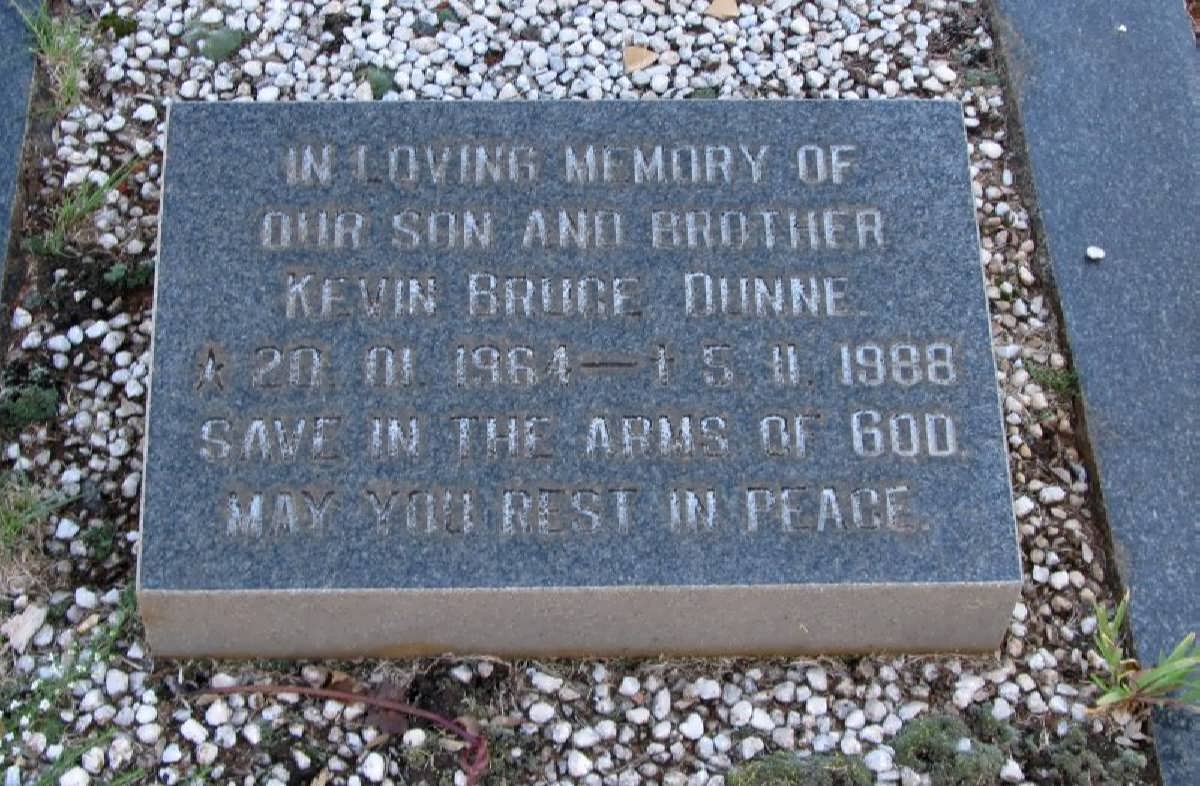 IN LOVING MEMORY OF
OUR SON AND BROTHER
KEVIN BRUCE DUNNE.
★ 20. 01. 1964 — † 5. 11. 1988
SAVE IN THE ARMS OF GOD.
MAY YOU REST IN PEACE.